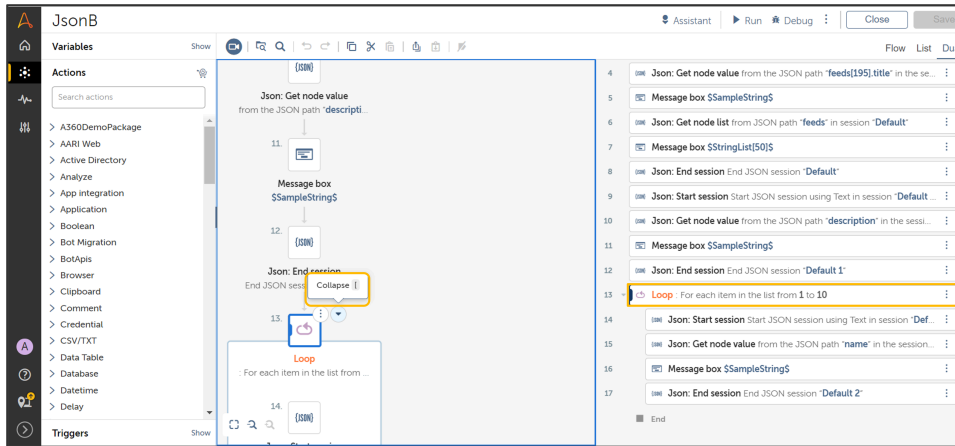 JsonB
Assistant
Run
Debug
Close
Save
Variables
Show
Flow
List
Du
Actions
Search actions
A360DemoPackage
AARI Web
Active Directory
Analyze
App integration
Application
Boolean
Bot Migration
BotApis
Browser
Clipboard
Comment
Credential
CSV/TXT
Data Table
Database
Datetime
Delay
Triggers
Show
A
{JSON}
Json: Get node value
from the JSON path "descripti...
11.
Message box
$SampleString$
12.
{JSON}
Json: End session
End JSON sess
Collapse [
13.
Loop
: For each item in the list from ...
14.
{JSON}
4 Json: Get node value from the JSON path "feeds[195].title" in the se...
5 Message box $SampleString$
6 Json: Get node list from JSON path "feeds" in session "Default"
7 Message box $StringList[50]$
8 Json: End session End JSON session "Default"
9 Json: Start session Start JSON session using Text in session "Default ...
10 Json: Get node value from the JSON path "description" in the sessi...
11 Message box $SampleString$
12 Json: End session End JSON session "Default 1"
13 Loop : For each item in the list from 1 to 10
14 Json: Start session Start JSON session using Text in session "Def...
15 Json: Get node value from the JSON path "name" in the session...
16 Message box $SampleString$
17 Json: End session End JSON session "Default 2"
End